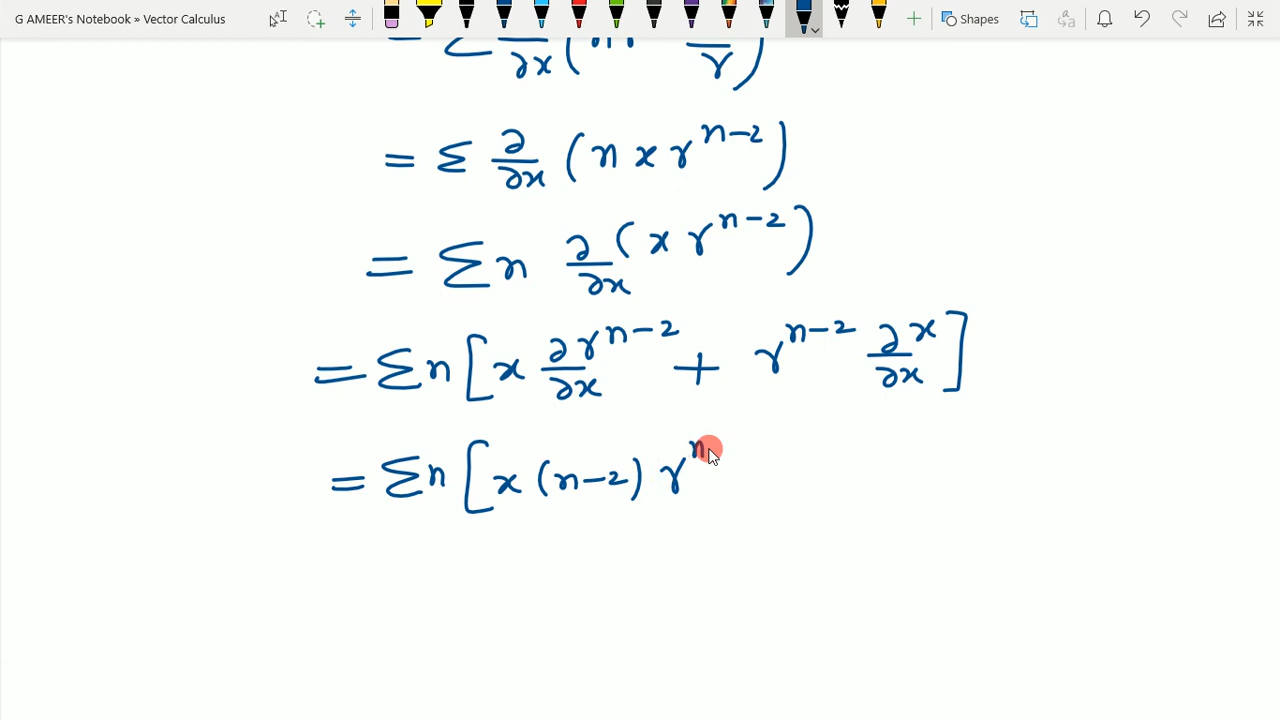 G AMEER's Notebook » Vector Calculus
Shapes
= Σ ∂/∂x ( r )
= Σ ∂/∂x (n x r^{n-2})
= Σ n ∂/∂x (x r^{n-2})
= Σ n [x ∂r^{n-2}/∂x + r^{n-2} ∂x/∂x]
= Σ n [x (n-2) r^n